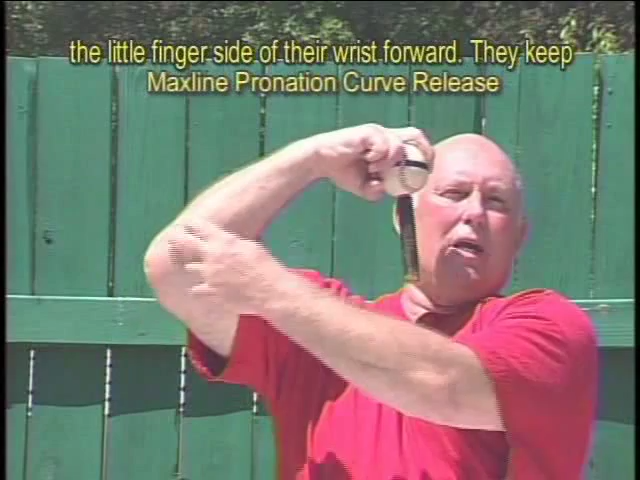 the little finger side of their wrist forward. They keep
Maxline Pronation Curve Release